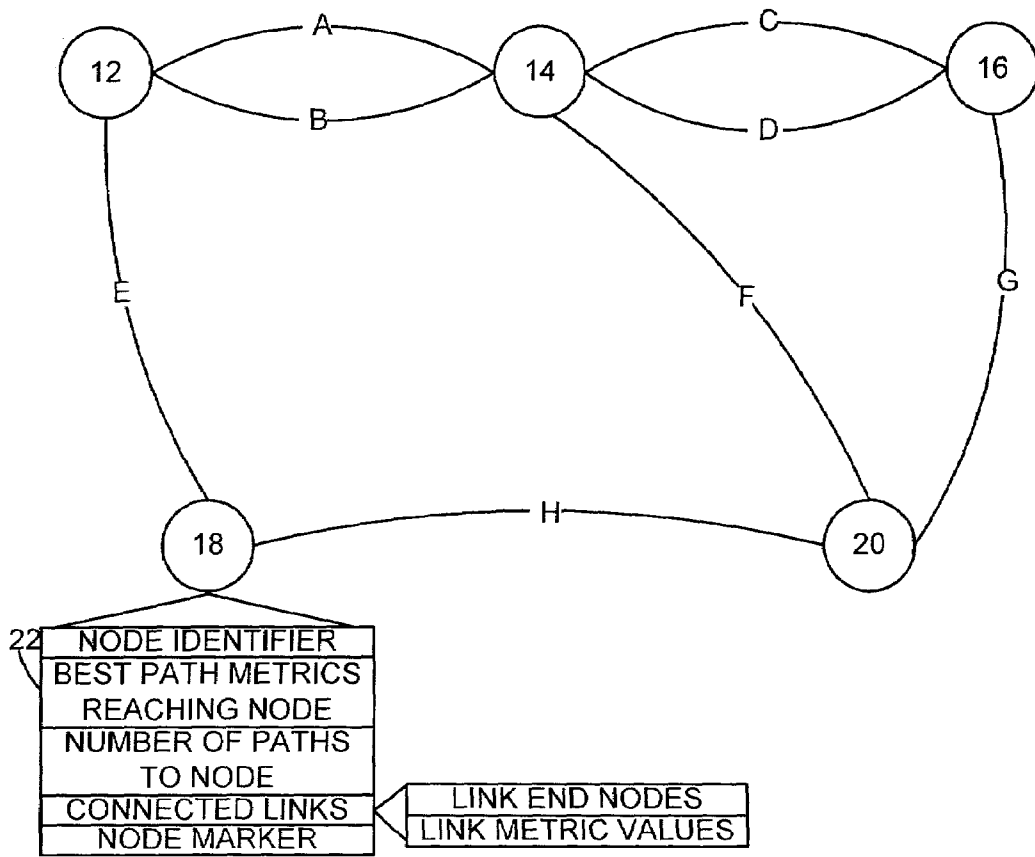 A
C
12
14
16
B
D
E
F
G
H
18
20
22
NODE IDENTIFIER
BEST PATH METRICS
REACHING NODE
NUMBER OF PATHS
TO NODE
CONNECTED LINKS
NODE MARKER
LINK END NODES
LINK METRIC VALUES